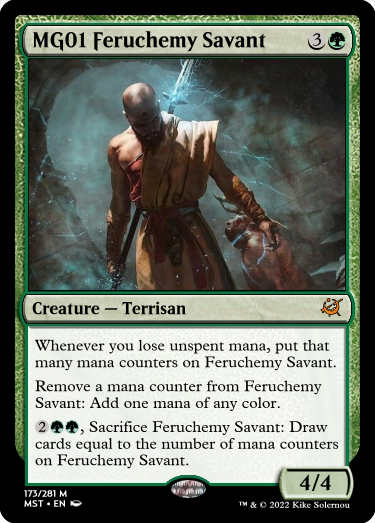 MG01 Feruchemy Savant 3
Creature — Terrisan
Whenever you lose unspent mana, put that
many mana counters on Feruchemy Savant.
Remove a mana counter from Feruchemy
Savant: Add one mana of any color.
2, Sacrifice Feruchemy Savant: Draw
cards equal to the number of mana counters
on Feruchemy Savant.
4/4
173/281 M
MST • EN
™ & © 2022 Kike Solernou